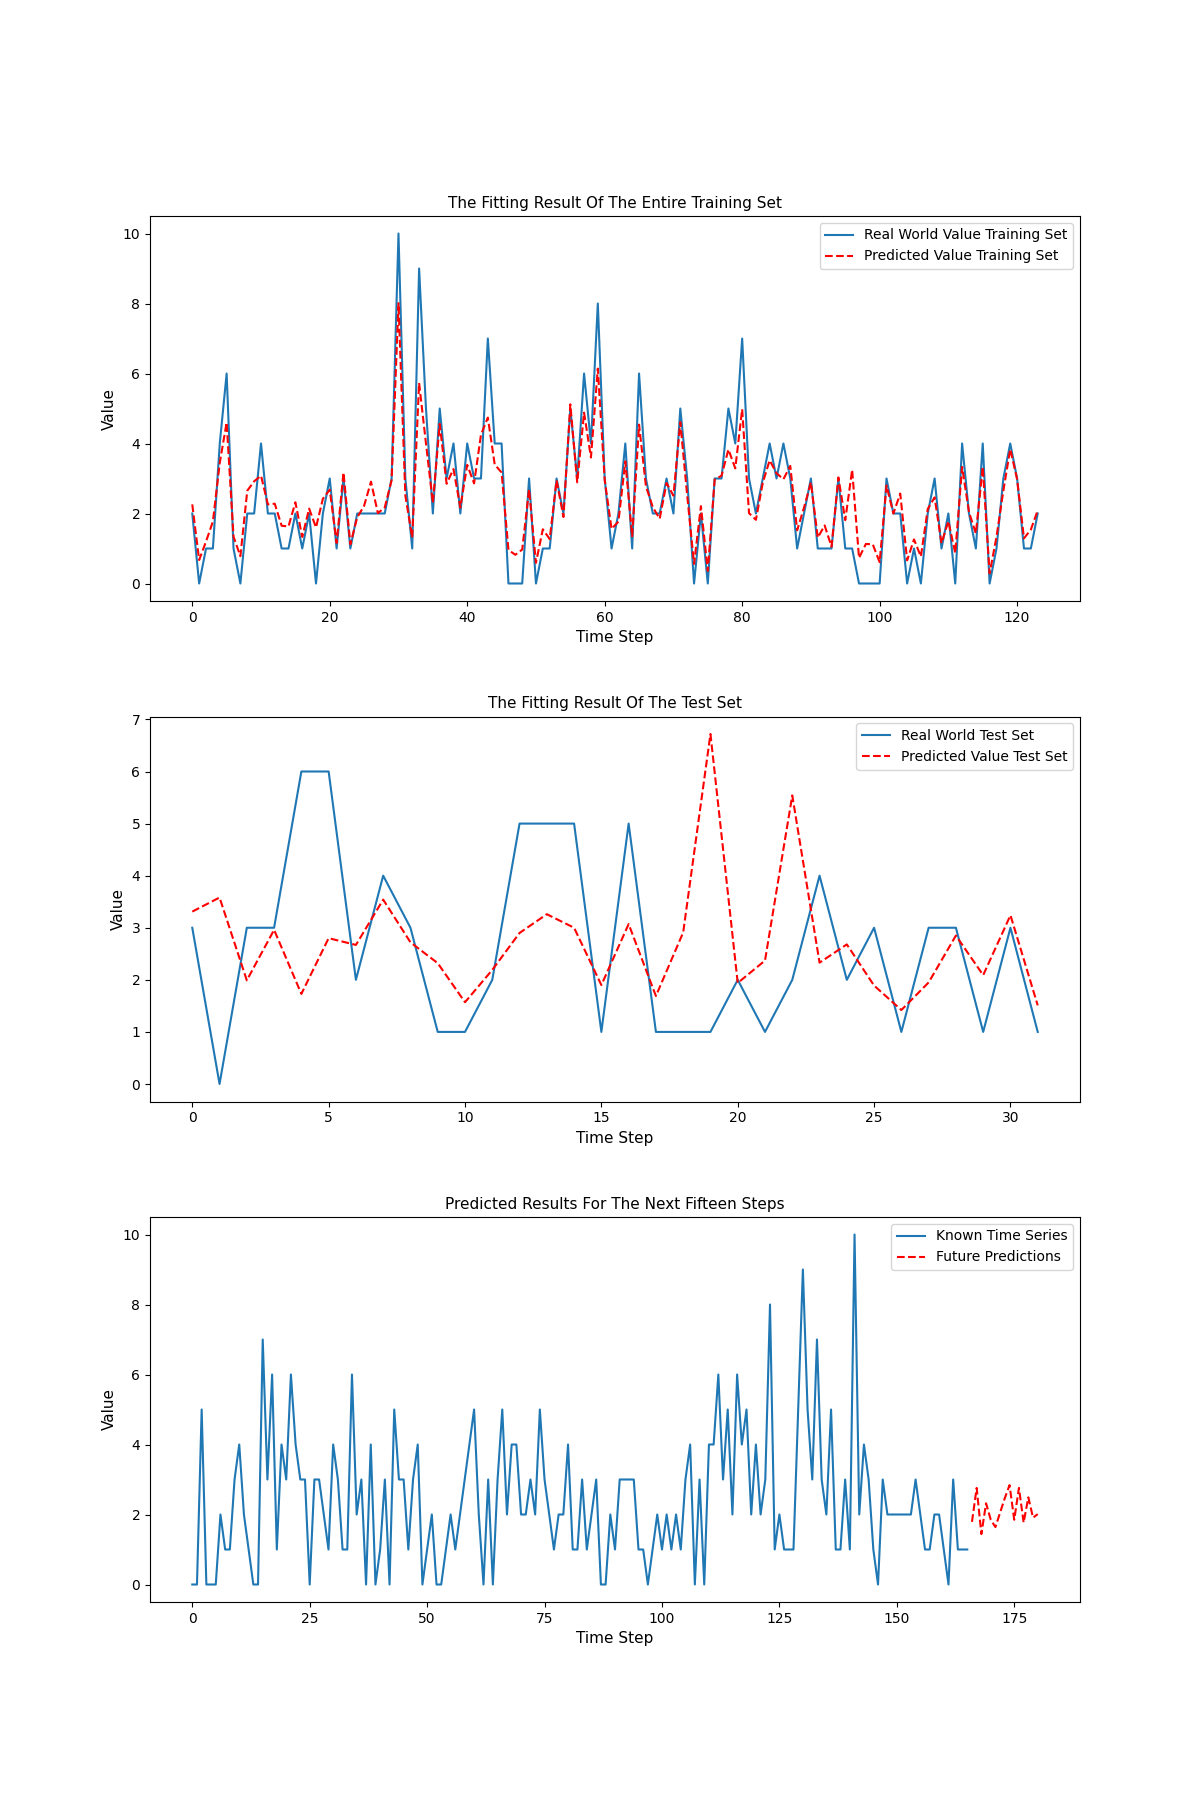 The Fitting Result Of The Entire Training Set
10
8
6
4
2
0
Value
Real World Value Training Set
Predicted Value Training Set
0 20 40 60 80 100 120
Time Step
The Fitting Result Of The Test Set
7
6
5
4
3
2
1
0
Value
Real World Test Set
Predicted Value Test Set
0 5 10 15 20 25 30
Time Step
Predicted Results For The Next Fifteen Steps
10
8
6
4
2
0
Value
Known Time Series
Future Predictions
0 25 50 75 100 125 150 175
Time Step